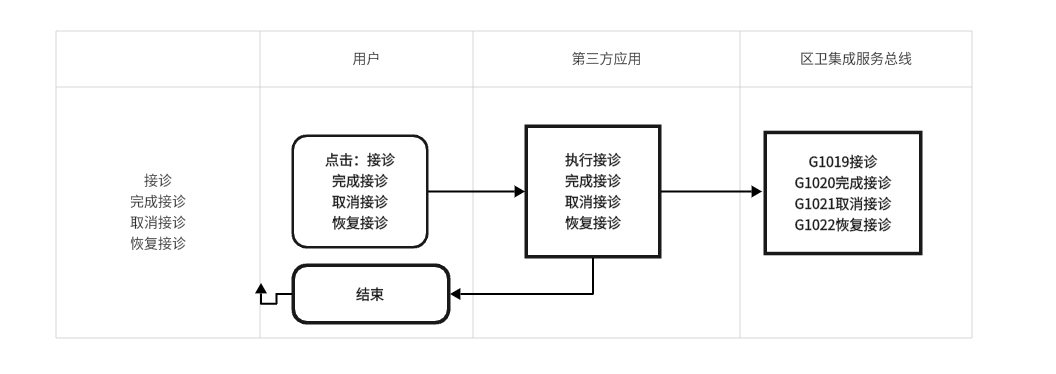 用户
第三方应用
区卫集成服务总线
接诊
完成接诊
取消接诊
恢复接诊
点击：接诊
完成接诊
取消接诊
恢复接诊
执行接诊
完成接诊
取消接诊
恢复接诊
G1019接诊
G1020完成接诊
G1021取消接诊
G1022恢复接诊
结束